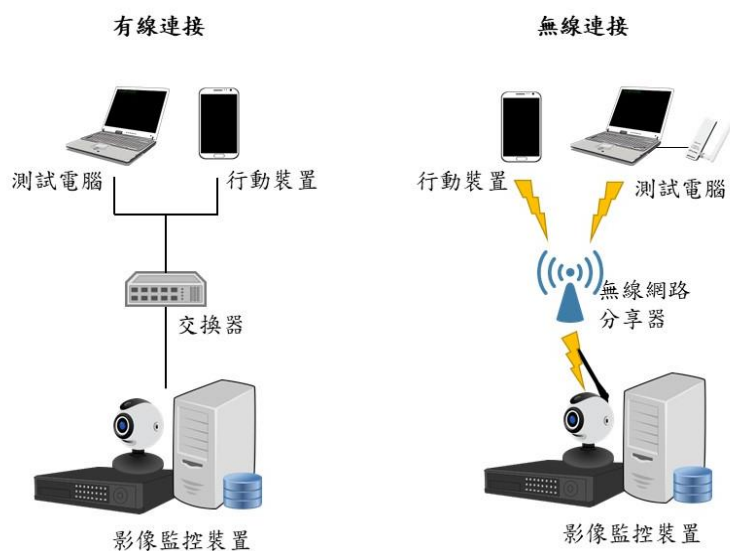 有線連接
無線連接
測試電腦
行動裝置
行動裝置
測試電腦
交換器
無線網路
分享器
影像監控裝置
影像監控裝置